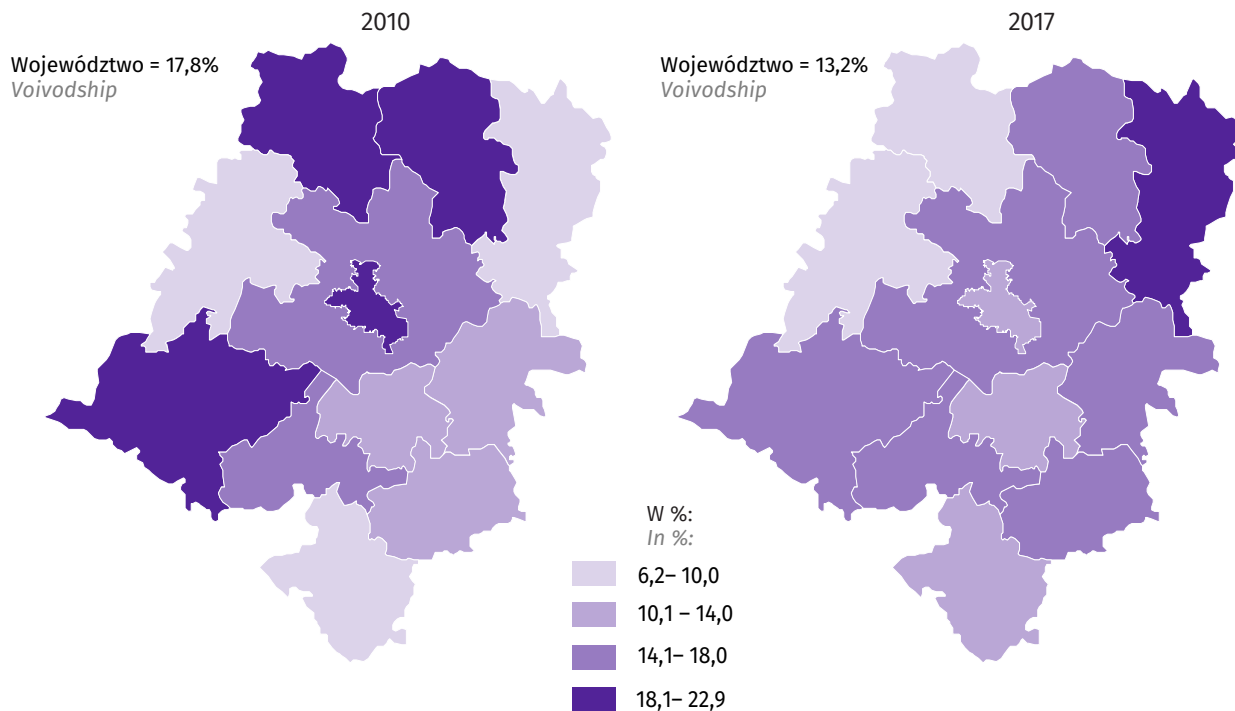 2010
Województwo = 17,8%
Voivodship
2017
Województwo = 13,2%
Voivodship
W %:
In %:
6,2– 10,0
10,1 – 14,0
14,1– 18,0
18,1– 22,9